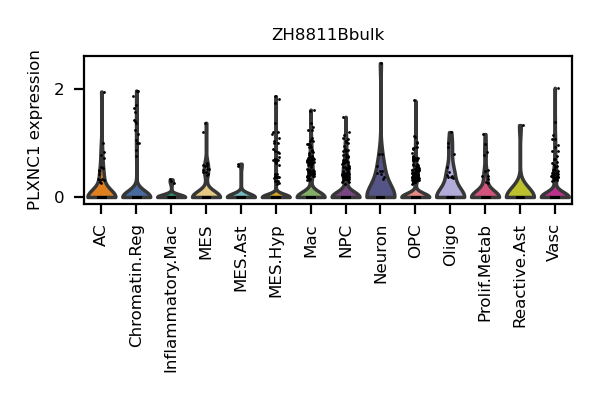 ZH8811Bbulk
PLXNC1 expression
2
0
AC
Chromatin.Reg
Inflammatory.Mac
MES
MES.Ast
MES.Hyp
Mac
NPC
Neuron
OPC
Oligo
Prolif.Metab
Reactive.Ast
Vasc